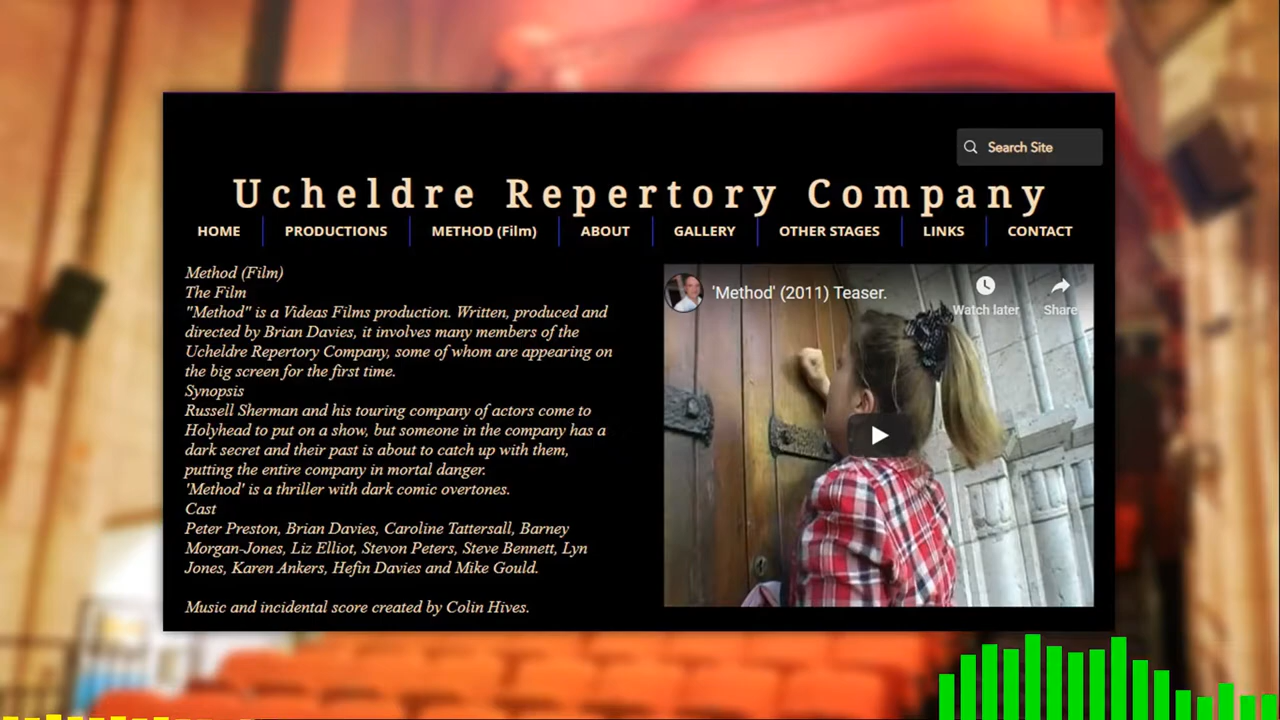 Search Site
Ucheldre Repertory Company
HOME PRODUCTIONS METHOD (Film) ABOUT GALLERY OTHER STAGES LINKS CONTACT
Method (Film)
The Film
"Method" is a Videas Films production. Written, produced and
directed by Brian Davies, it involves many members of the
Ucheldre Repertory Company, some of whom are appearing on
the big screen for the first time.
Synopsis
Russell Sherman and his touring company of actors come to
Holyhead to put on a show, but someone in the company has a
dark secret and their past is about to catch up with them,
putting the entire company in mortal danger.
'Method' is a thriller with dark comic overtones.
Cast
Peter Preston, Brian Davies, Caroline Tattersall, Barney
Morgan-Jones, Liz Elliot, Stevon Peters, Steve Bennett, Lyn
Jones, Karen Ankers, Hefin Davies and Mike Gould.
Music and incidental score created by Colin Hives.
'Method' (2011) Teaser.
Watch later
Share